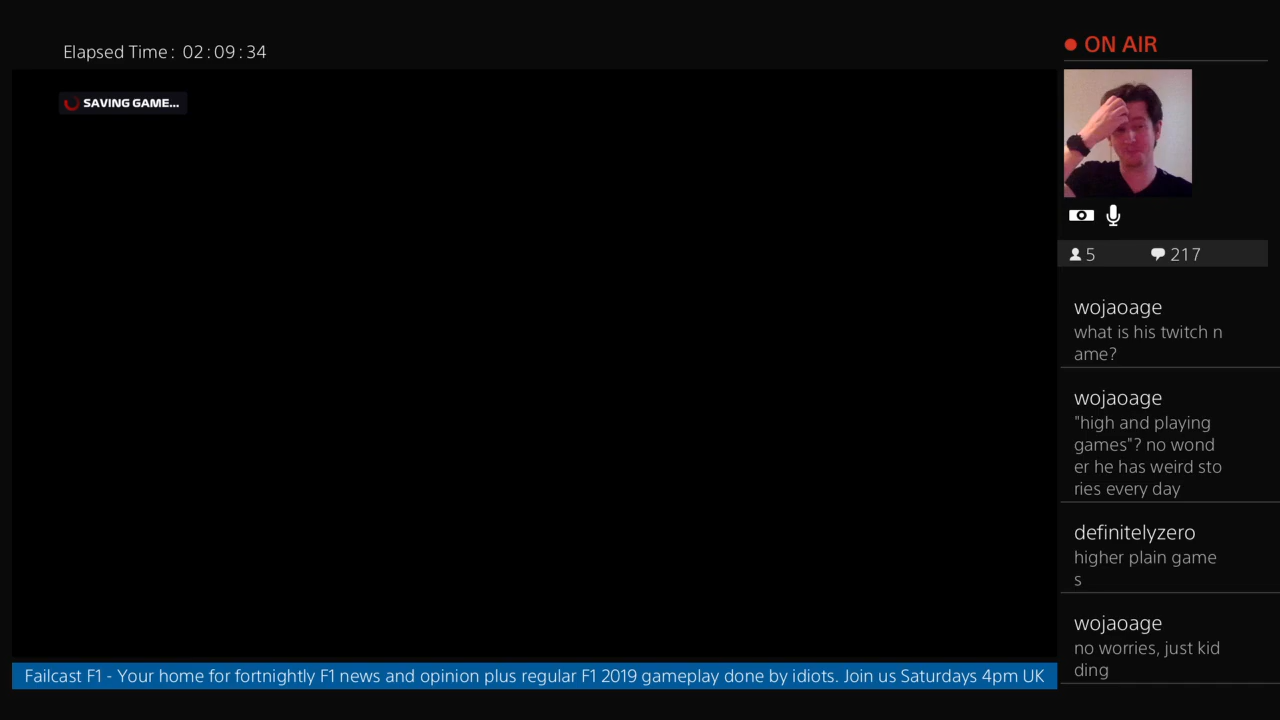 Elapsed Time: 02:09:34
ON AIR
SAVING GAME...
5
217
wojaoage
what is his twitch n
ame?
wojaoage
"high and playing
games"? no wond
er he has weird sto
ries every day
definitelyzero
higher plain game
s
wojaoage
no worries, just kid
ding
Failcast F1 - Your home for fortnightly F1 news and opinion plus regular F1 2019 gameplay done by idiots. Join us Saturdays 4pm UK